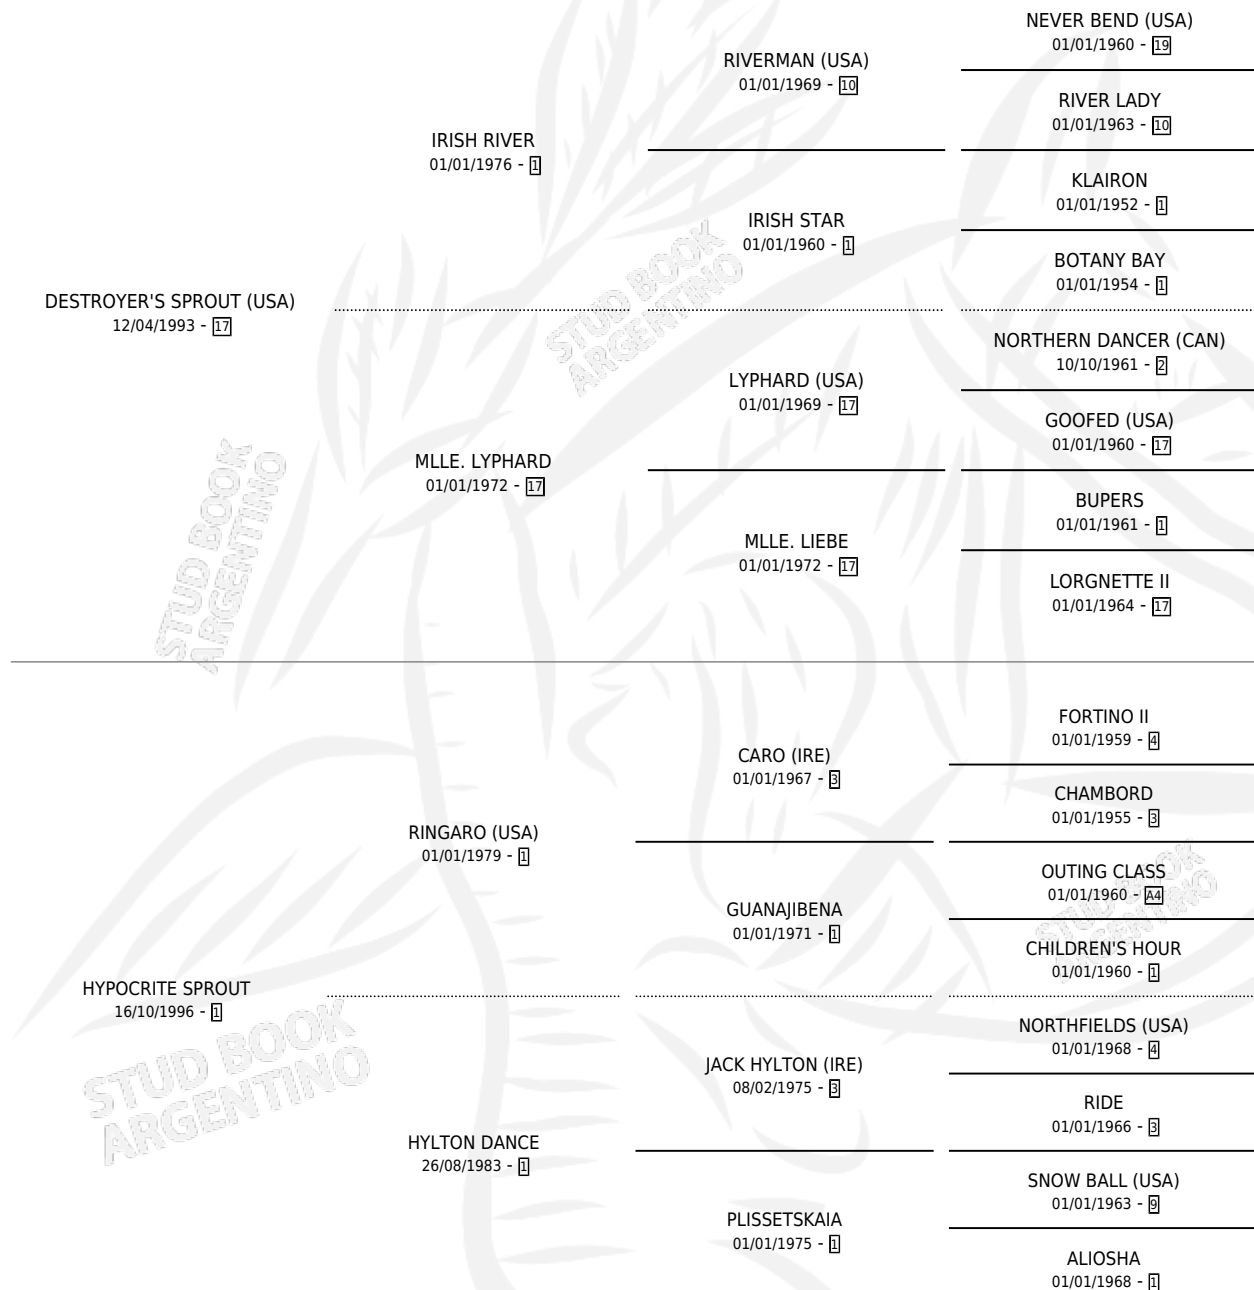 NEVER BEND (USA)
01/01/1960 - 19
RIVERMAN (USA)
01/01/1969 - 10
RIVER LADY
01/01/1963 - 10
IRISH RIVER
01/01/1976 - 1
KLAIRON
01/01/1952 - 1
IRISH STAR
01/01/1960 - 1
BOTANY BAY
01/01/1954 - 1
DESTROYER'S SPROUT (USA)
12/04/1993 - 17
NORTHERN DANCER (CAN)
10/10/1961 - 2
LYPHARD (USA)
01/01/1969 - 17
GOOFED (USA)
01/01/1960 - 17
MLLE. LYPHARD
01/01/1972 - 17
BUPERS
01/01/1961 - 1
MLLE. LIEBE
01/01/1972 - 17
LORGNETTE II
01/01/1964 - 17
FORTINO II
01/01/1959 - 4
CARO (IRE)
01/01/1967 - 3
CHAMBORD
01/01/1955 - 3
RINGARO (USA)
01/01/1979 - 1
OUTING CLASS
01/01/1960 - A4
GUANAJIBENA
01/01/1971 - 1
CHILDREN'S HOUR
01/01/1960 - 1
HYPOCRITE SPROUT
16/10/1996 - 1
NORTHFIELDS (USA)
01/01/1968 - 4
JACK HYLTON (IRE)
08/02/1975 - 3
RIDE
01/01/1966 - 3
HYLTON DANCE
26/08/1983 - 1
SNOW BALL (USA)
01/01/1963 - 9
PLISSETSKAIA
01/01/1975 - 1
ALIOSHA
01/01/1968 - 1
STUD BOOK
ARGENTINO
STUD BOOK
ARGENTINO
STUD BOOK
ARGENTINO
STUD BOOK
ARGENTINO